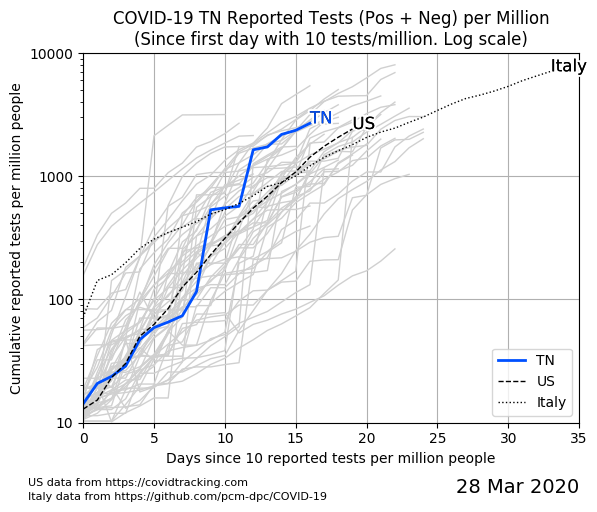 COVID-19 TN Reported Tests (Pos + Neg) per Million
(Since first day with 10 tests/million. Log scale)
Cumulative reported tests per million people
10000
1000
100
10
Italy
TN
US
TN
US
Italy
0
5
10
15
20
25
30
35
Days since 10 reported tests per million people
US data from https://covidtracking.com
Italy data from https://github.com/pcm-dpc/COVID-19
28 Mar 2020